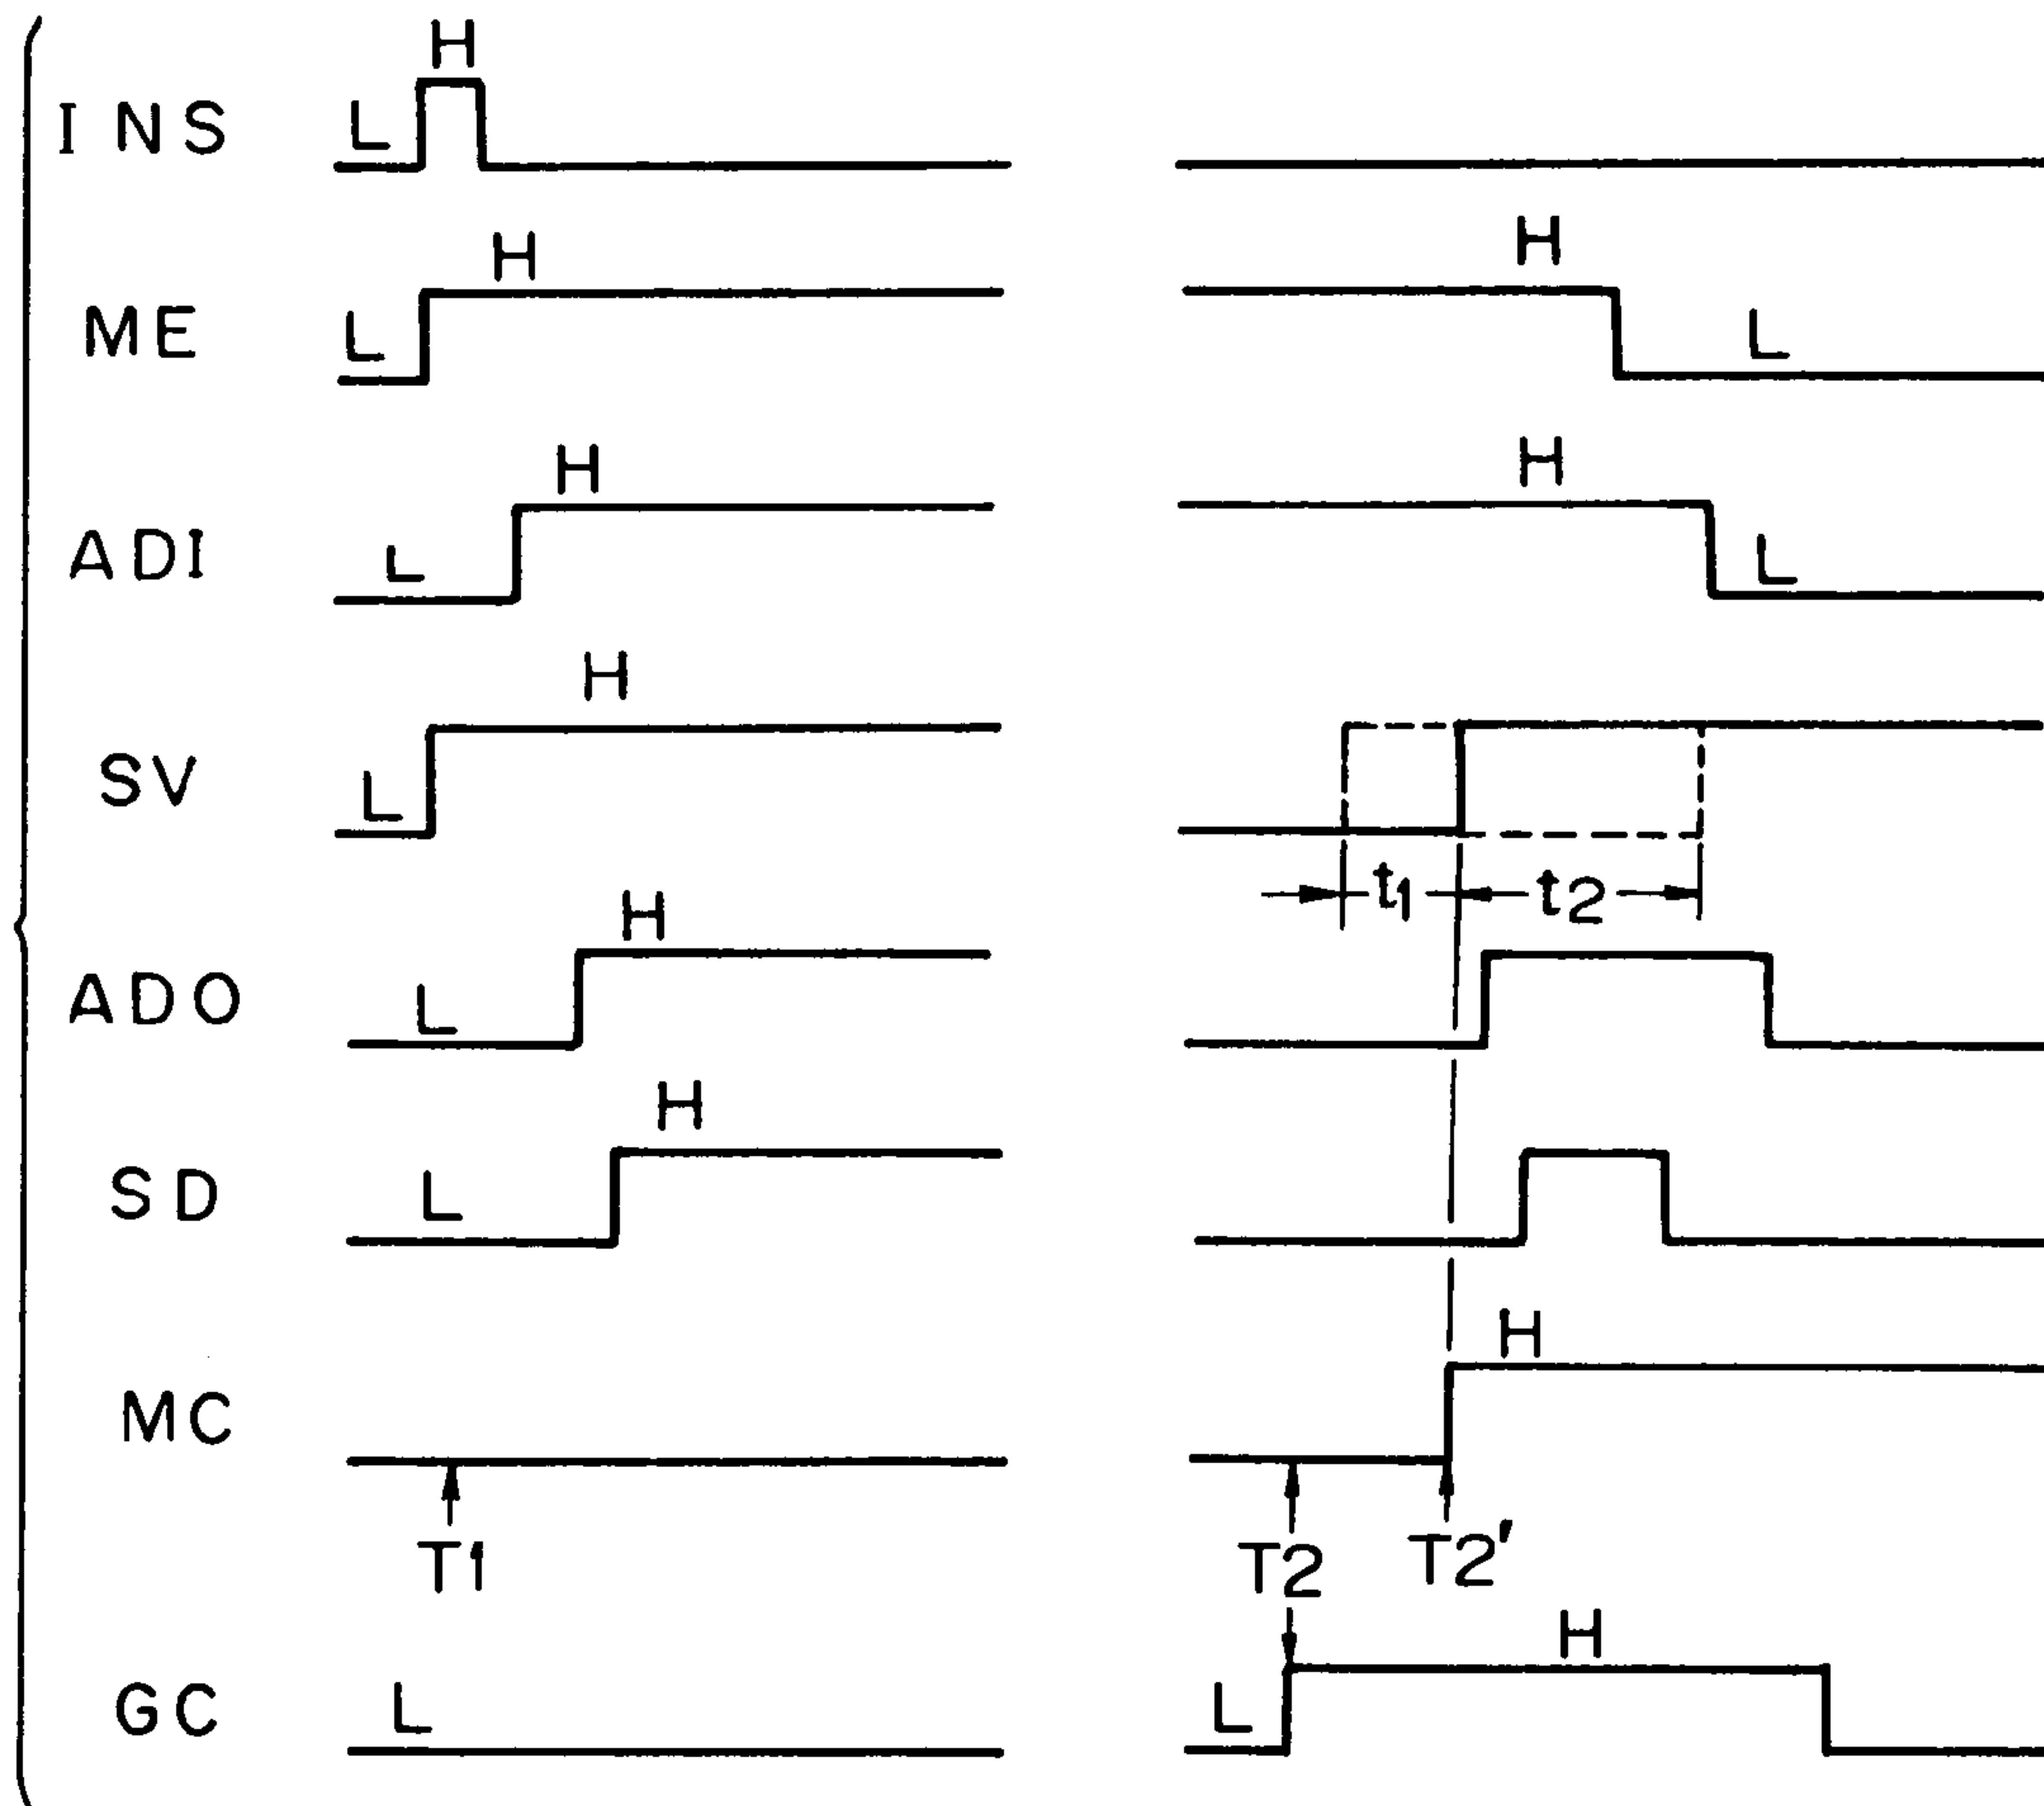 H
INS L
H H
ME L L
H H
ADI L L
H
SV L
t1 t2
H
ADO L
H
SD L
H
MC
T1 T2 T2'
H
GC L L